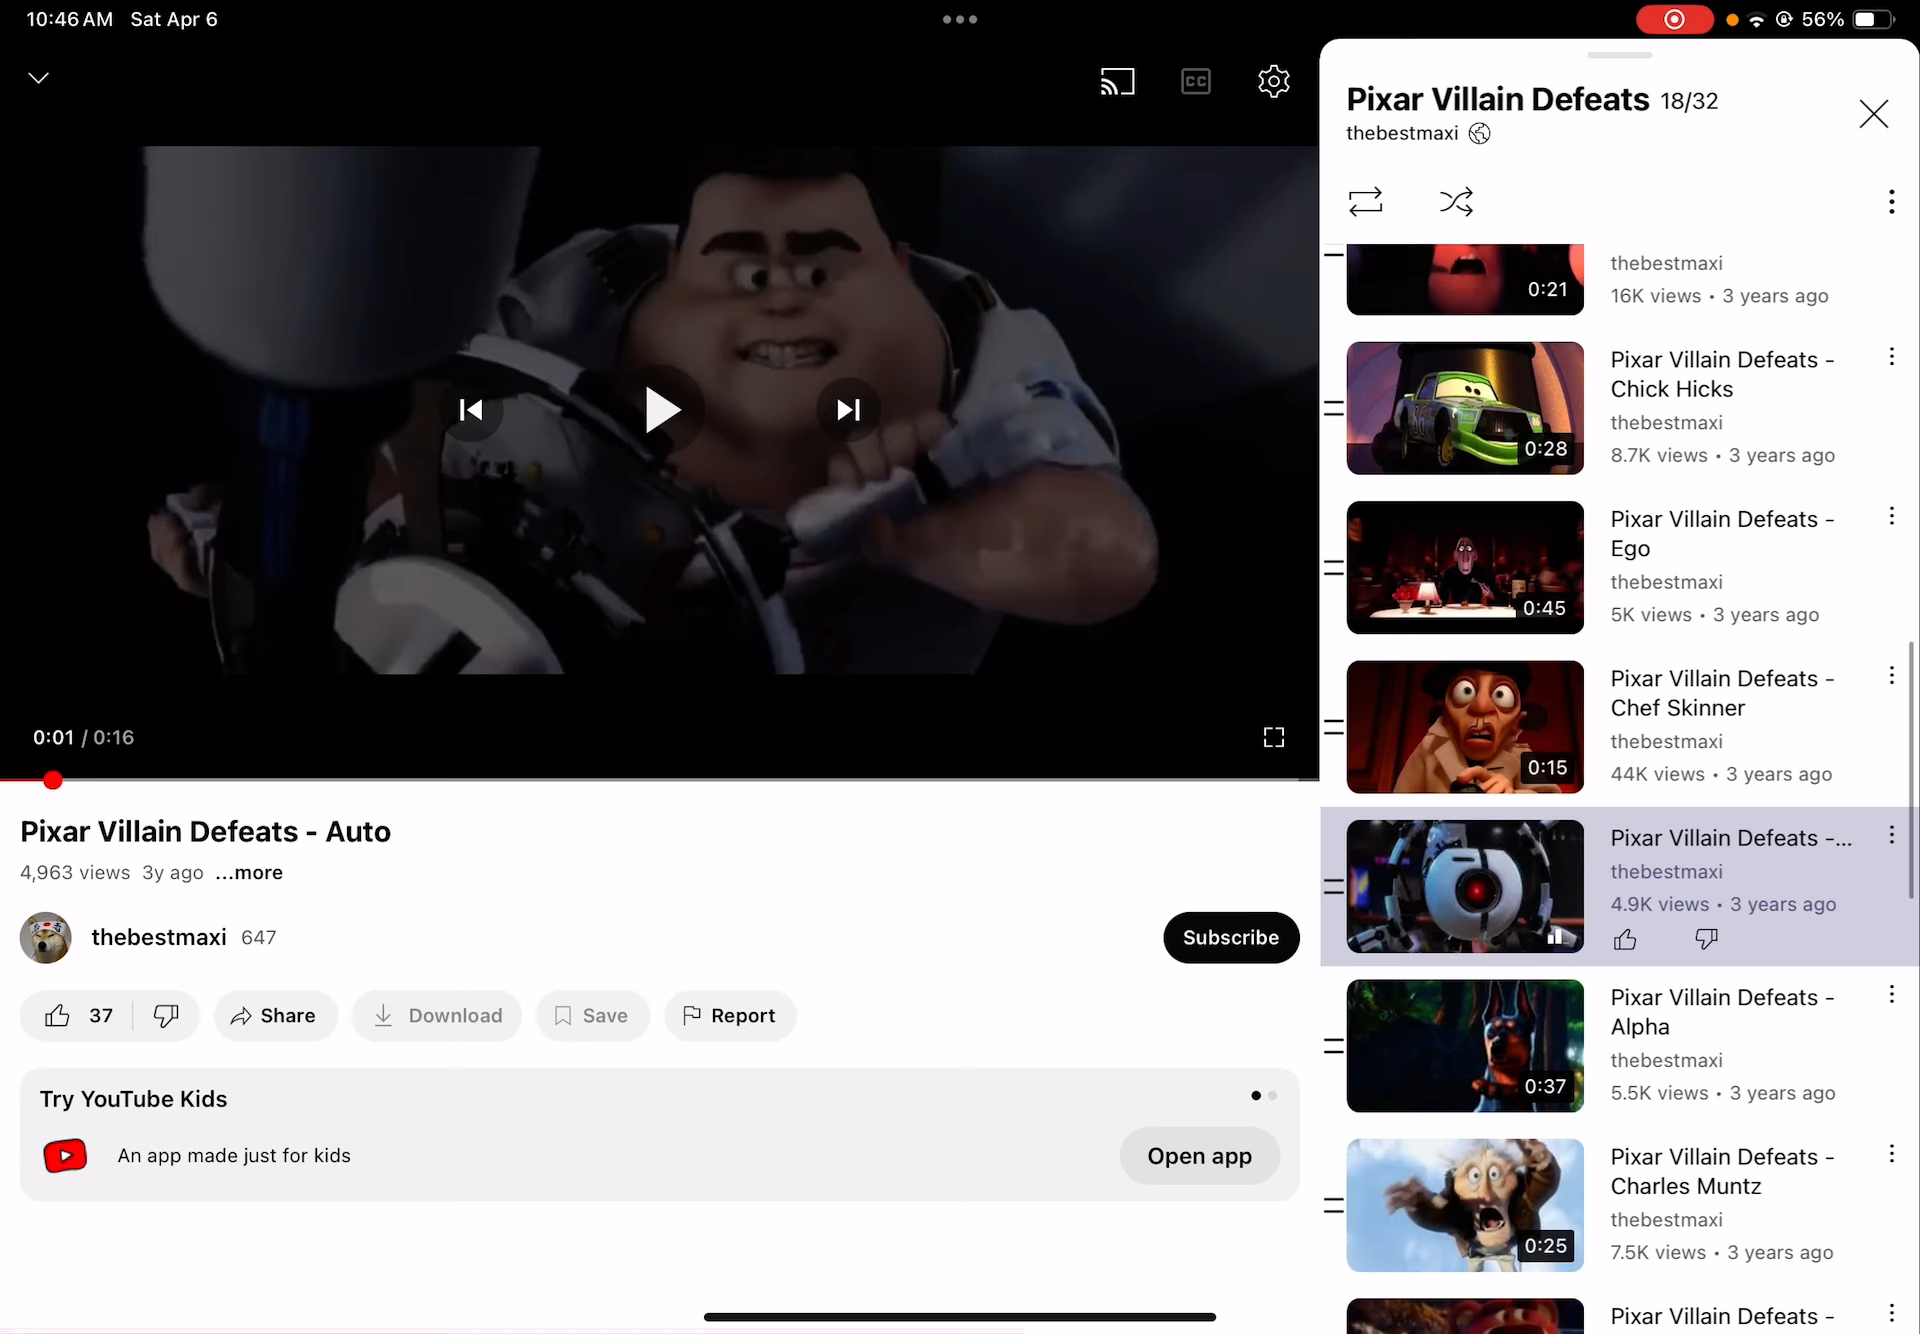 10:46 AM Sat Apr 6
56%
CC
0:01 / 0:16
Pixar Villain Defeats - Auto
4,963 views 3y ago ...more
thebestmaxi 647
Subscribe
37
Share
Download
Save
Report
Try YouTube Kids
An app made just for kids
Open app
Pixar Villain Defeats 18/32
thebestmaxi
0:21
thebestmaxi
16K views • 3 years ago
0:28
Pixar Villain Defeats -
Chick Hicks
thebestmaxi
8.7K views • 3 years ago
0:45
Pixar Villain Defeats -
Ego
thebestmaxi
5K views • 3 years ago
0:15
Pixar Villain Defeats -
Chef Skinner
thebestmaxi
44K views • 3 years ago
Pixar Villain Defeats -...
thebestmaxi
4.9K views • 3 years ago
0:37
Pixar Villain Defeats -
Alpha
thebestmaxi
5.5K views • 3 years ago
0:25
Pixar Villain Defeats -
Charles Muntz
thebestmaxi
7.5K views • 3 years ago
Pixar Villain Defeats -